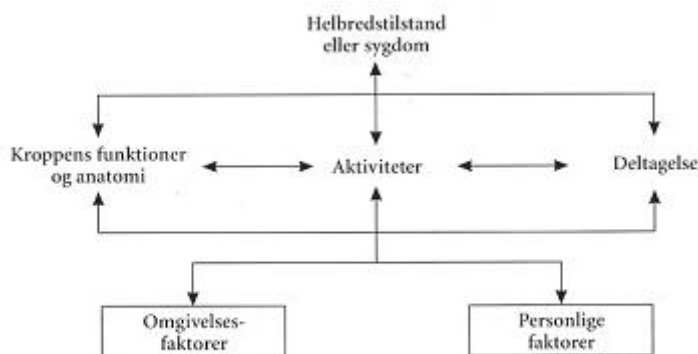 Helbredstilstand
eller sygdom
Kroppens funktioner
og anatomi
Aktiviteter
Deltagelse
Omgivelses-
faktorer
Personlige
faktorer